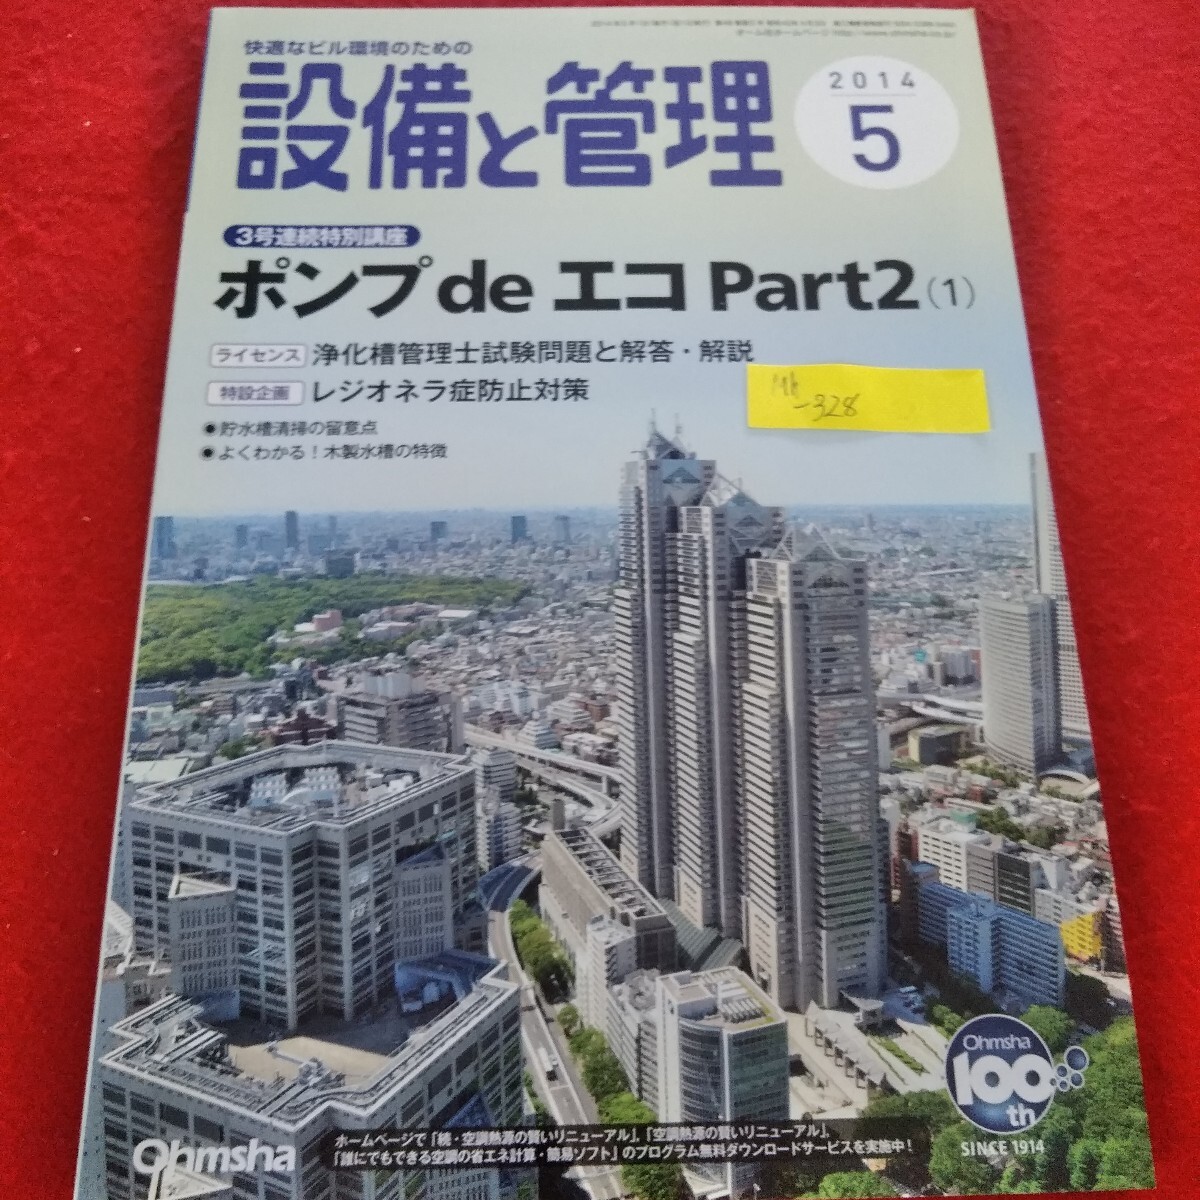 快適なビル環境のための
設備と管理
2014
5
3号連続特別講座
ポンプ de エコ Part2(1)
ライセンス 浄化槽管理士試験問題と解答・解説
特設企画 レジオネラ症防止対策
●貯水槽清掃の留意点
●よくわかる!木製水槽の特徴
-328
Ohmsha
100
th
SINCE 1914
Ohmsha
ホームページで「続・空調熱源の賢いリニューアル」,「空調熱源の賢いリニューアル」,
「誰にでもできる空調の省エネ計算・簡易ソフト」のプログラム無料ダウンロードサービスを実施中!